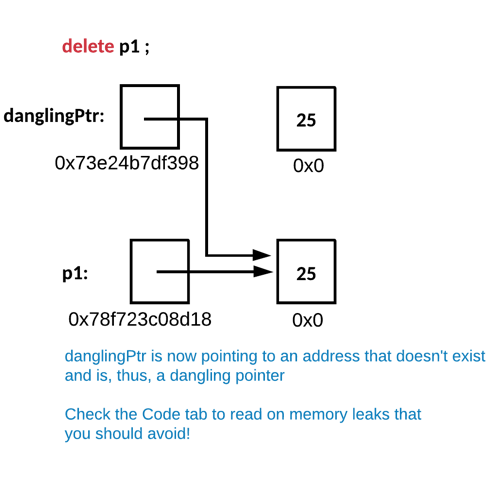 delete p1 ;
danglingPtr:
25
0x73e24b7df398
0x0
p1:
25
0x78f723c08d18
0x0
danglingPtr is now pointing to an address that doesn't exist
and is, thus, a dangling pointer
Check the Code tab to read on memory leaks that
you should avoid!